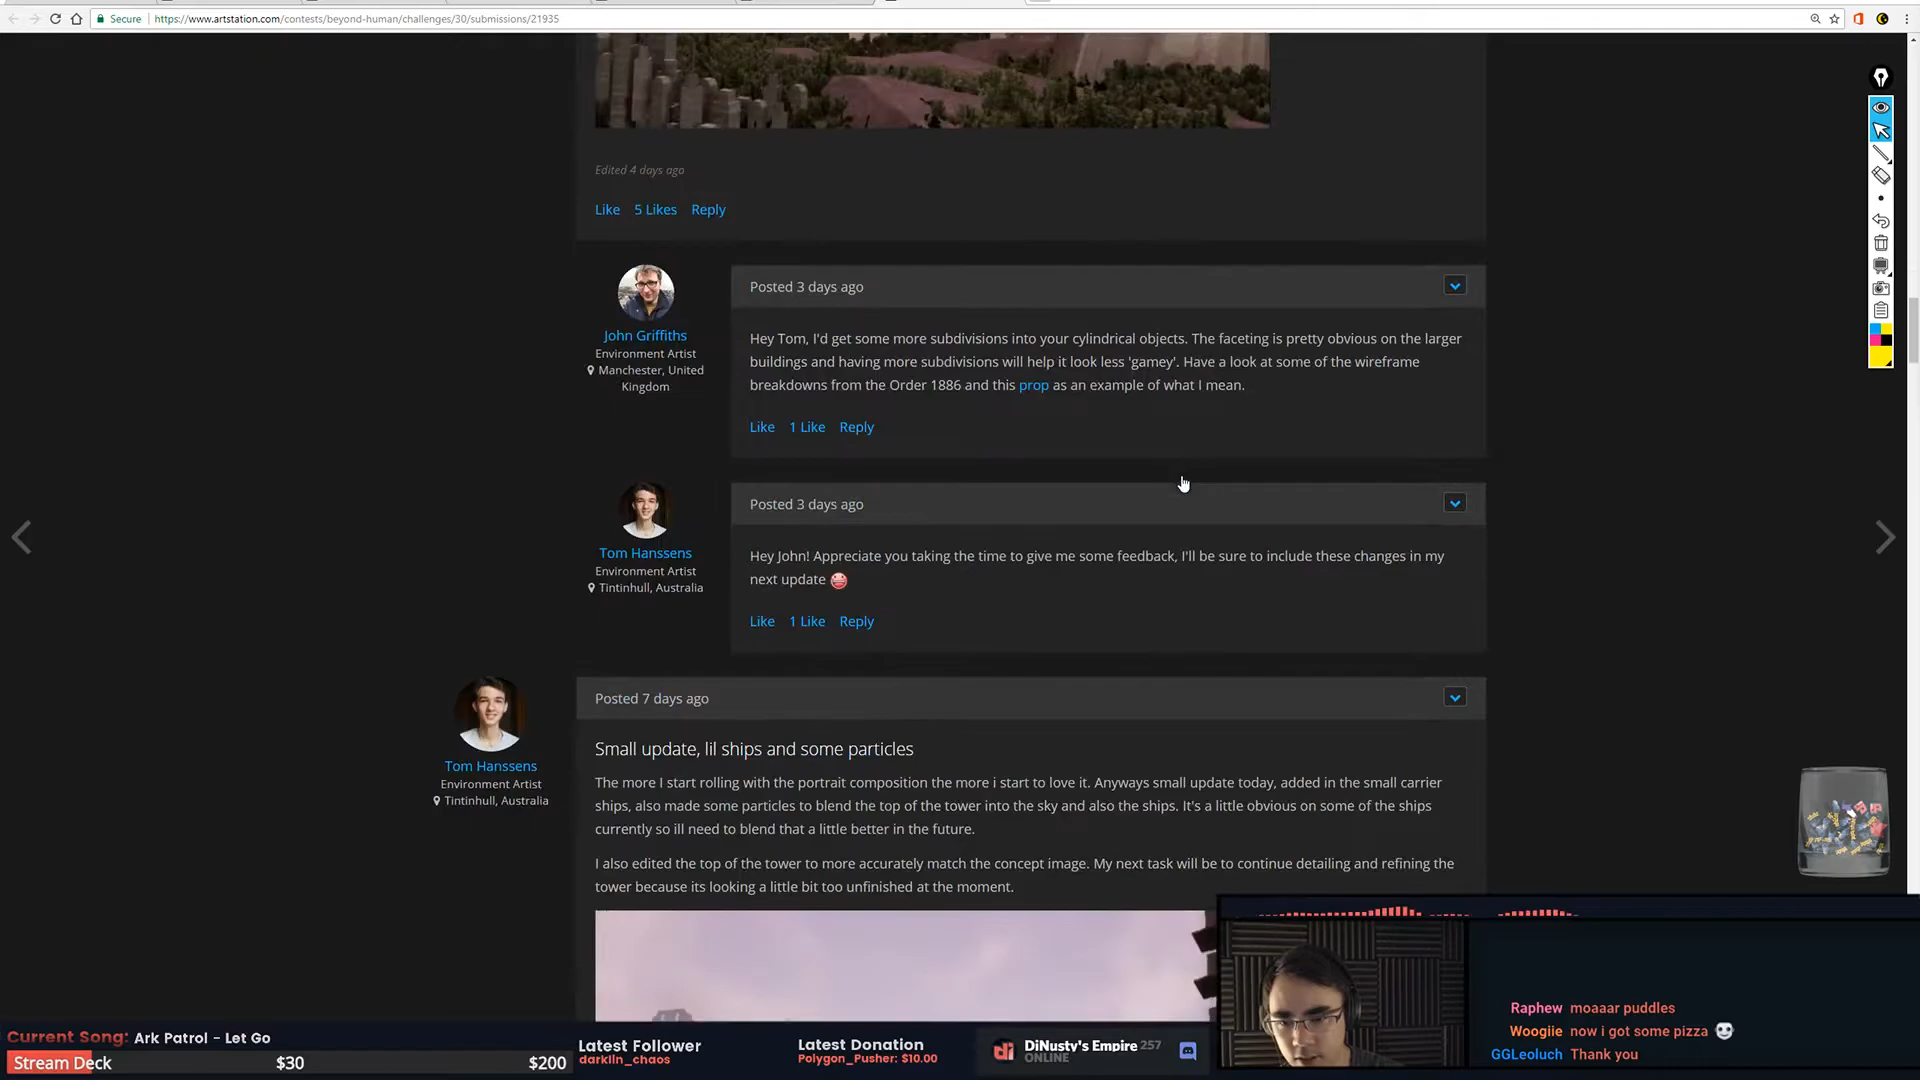 Secure
https://www.artstation.com/contests/beyond-human/challenges/30/submissions/21935
Edited 4 days ago
Like 5 Likes Reply
John Griffiths
Environment Artist
Manchester, United
Kingdom
Posted 3 days ago
Hey Tom, I'd get some more subdivisions into your cylindrical objects. The faceting is pretty obvious on the larger
buildings and having more subdivisions will help it look less 'gamey'. Have a look at some of the wireframe
breakdowns from the Order 1886 and this prop as an example of what I mean.
Like 1 Like Reply
Tom Hanssens
Environment Artist
Tintinhull, Australia
Posted 3 days ago
Hey John! Appreciate you taking the time to give me some feedback, I'll be sure to include these changes in my
next update
Like 1 Like Reply
Tom Hanssens
Environment Artist
Tintinhull, Australia
Posted 7 days ago
Small update, lil ships and some particles
The more I start rolling with the portrait composition the more i start to love it. Anyways small update today, added in the small carrier
ships, also made some particles to blend the top of the tower into the sky and also the ships. It's a little obvious on some of the ships
currently so ill need to blend that a little better in the future.
I also edited the top of the tower to more accurately match the concept image. My next task will be to continue detailing and refining the
tower because its looking a little bit too unfinished at the moment.
Raphew moaaar puddles
Woogiie now i got some pizza
GGLeoluch Thank you
Current Song: Ark Patrol - Let Go
Stream Deck $30 $200
Latest Follower
darklin_chaos
Latest Donation
Polygon_Pusher: $10.00
DiNusty's Empire 257
ONLINE